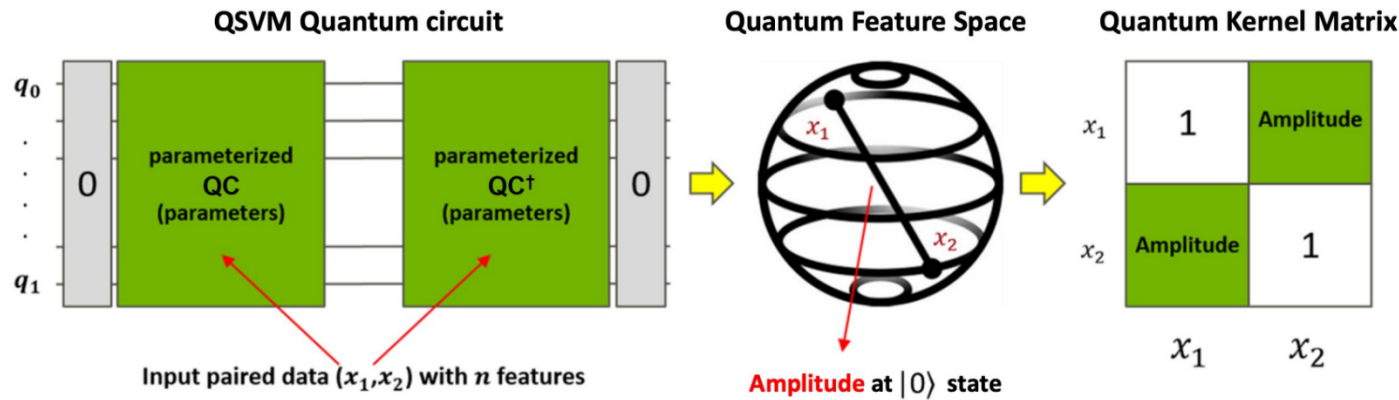 QSVM Quantum circuit
q₀
.
.
.
.
q₁
0
parameterized
QC
(parameters)
parameterized
QC†
(parameters)
0
Input paired data (x₁,x₂) with n features
Quantum Feature Space
x₁
x₂
Amplitude at |0⟩ state
Quantum Kernel Matrix
x₁
1
Amplitude
x₂
Amplitude
1
x₁
x₂